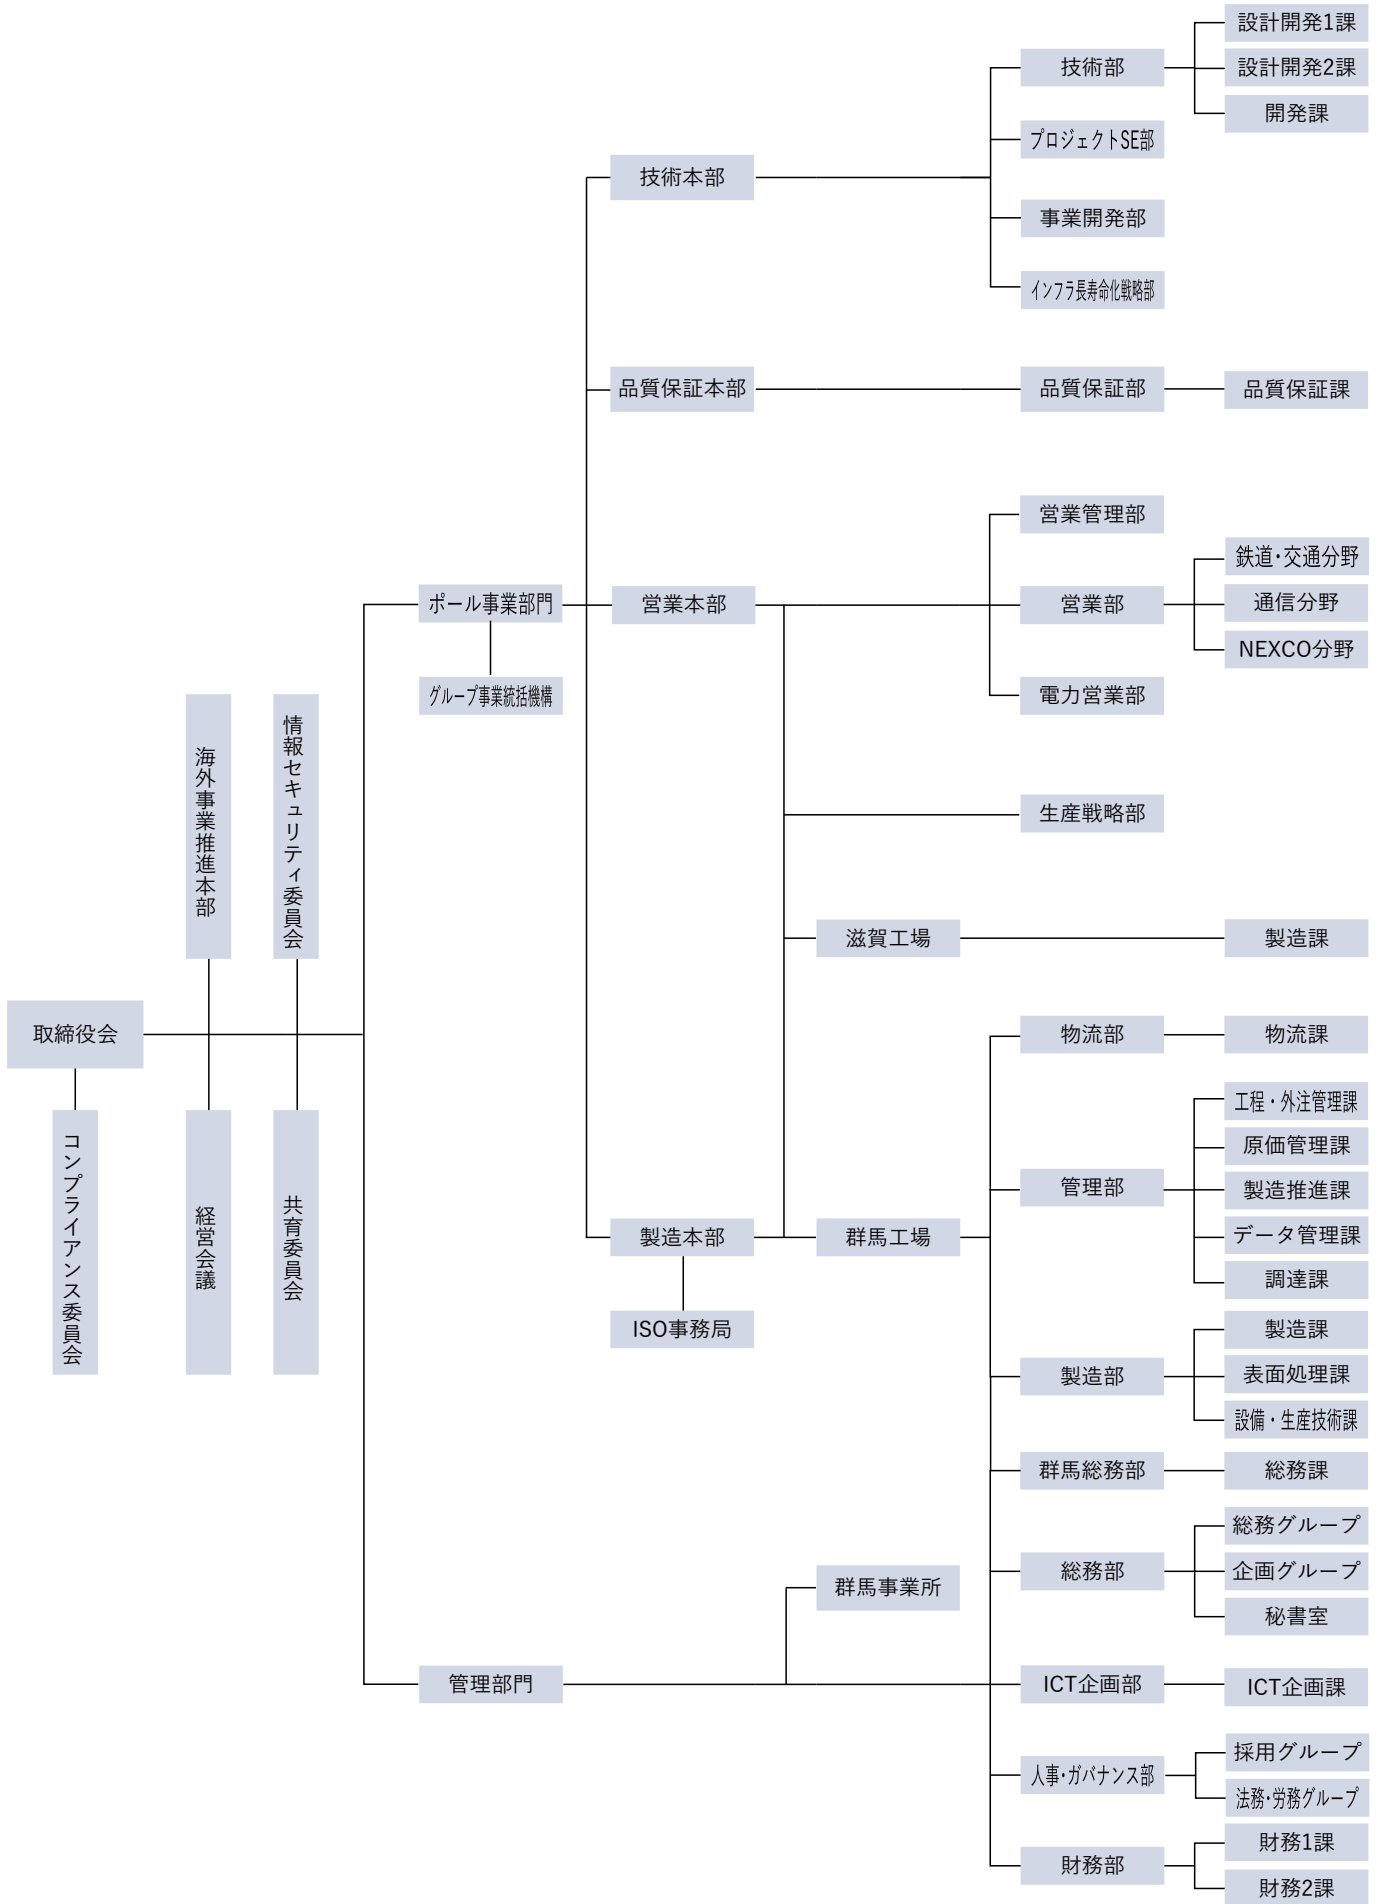 取締役会
コンプライアンス委員会
海外事業推進本部
経営会議
情報セキュリティ委員会
共育委員会
ポール事業部門
グループ事業統括機構
技術本部
技術部
設計開発1課
設計開発2課
開発課
プロジェクトSE部
事業開発部
インフラ長寿命化戦略部
品質保証本部
品質保証部
品質保証課
営業本部
営業管理部
営業部
鉄道・交通分野
通信分野
NEXCO分野
電力営業部
生産戦略部
滋賀工場
製造課
製造本部
ISO事務局
群馬工場
物流部
物流課
管理部
工程・外注管理課
原価管理課
製造推進課
データ管理課
調達課
製造部
製造課
表面処理課
設備・生産技術課
群馬総務部
総務課
管理部門
群馬事業所
総務部
総務グループ
企画グループ
秘書室
ICT企画部
ICT企画課
人事・ガバナンス部
採用グループ
法務・労務グループ
財務部
財務1課
財務2課